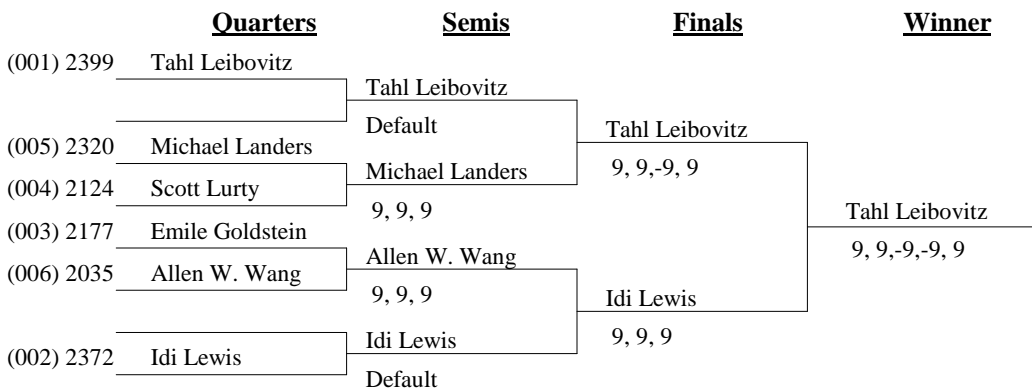 Quarters Semis Finals Winner
(001) 2399 Tahl Leibovitz
Tahl Leibovitz
Default
Tahl Leibovitz
(005) 2320 Michael Landers
9, 9,-9, 9
Michael Landers
(004) 2124 Scott Lurty
9, 9, 9
Tahl Leibovitz
(003) 2177 Emile Goldstein
9, 9,-9,-9, 9
Allen W. Wang
(006) 2035 Allen W. Wang
9, 9, 9
Idi Lewis
9, 9, 9
Idi Lewis
(002) 2372 Idi Lewis
Default